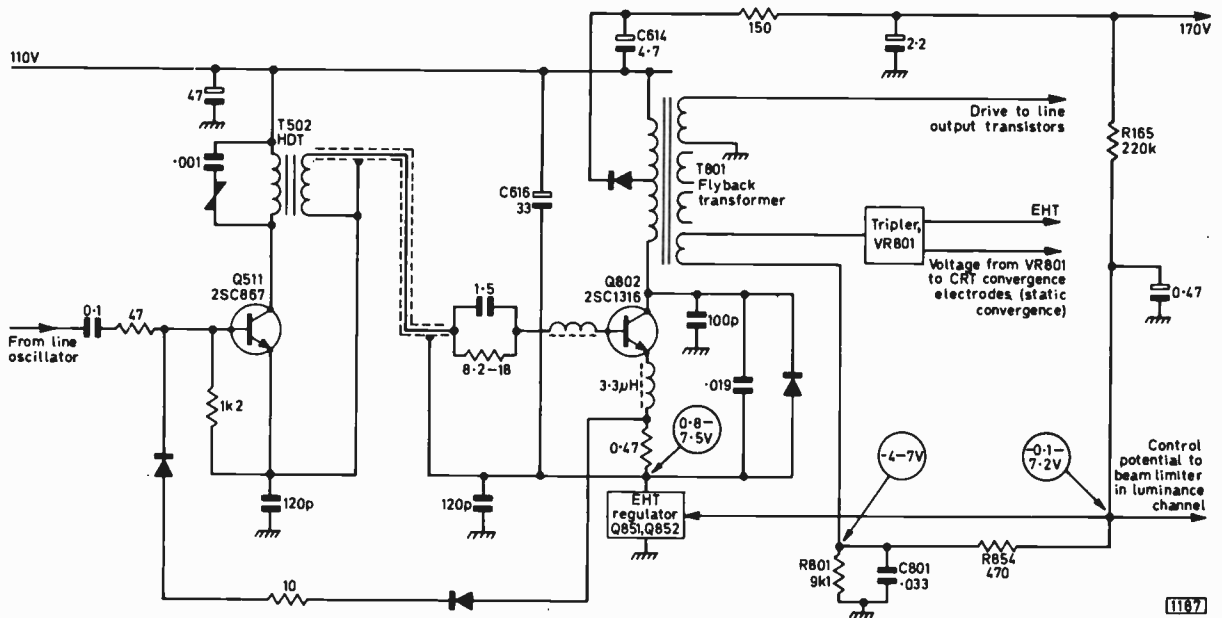 110V
47
T502
HDT
·001
C614
4·7
150
2·2
170V
Drive to line
output transistors
R165
220k
C616
33
T801
Flyback
transformer
Tripler,
VR801
EHT
Voltage from VR801
to CRT convergence
electrodes (static
convergence)
0·47
Q511
2SC867
0·1
47
From line
oscillator
1·5
8·2–18
Q802
2SC1316
100p
·019
3·3µH
1k2
0·47
0·8–
7·5V
-4–7V
-0·1–
7·2V
Control
potential to
beam limiter
in luminance
channel
120p
120p
EHT
regulator
Q851,Q852
R801
9k1
C801
·033
R854
470
10
1167